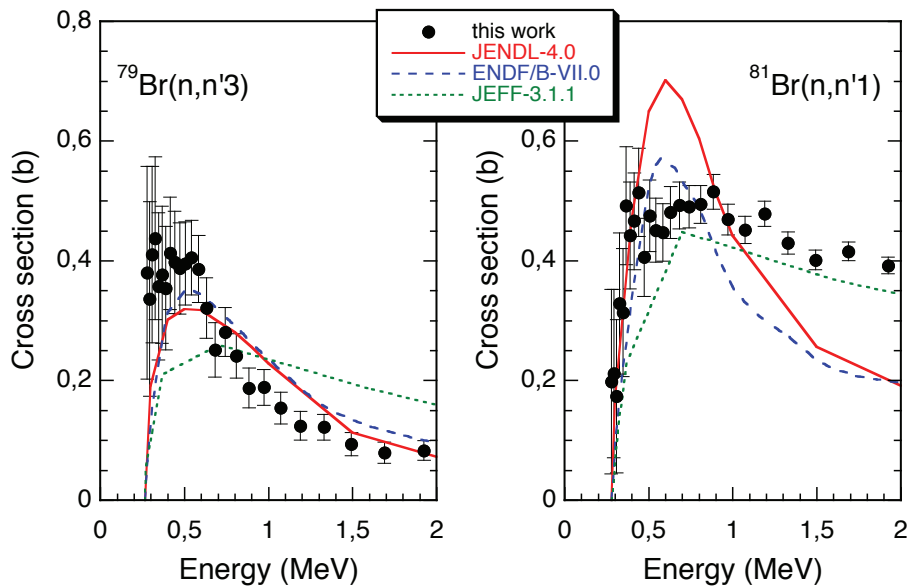 this work
JENDL-4.0
ENDF/B-VII.0
JEFF-3.1.1
79Br(n,n'3)
0,8
0,6
0,4
0,2
0
Cross section (b)
0 0,5 1 1,5 2
Energy (MeV)
81Br(n,n'1)
0,8
0,6
0,4
0,2
0
Cross section (b)
0 0,5 1 1,5 2
Energy (MeV)